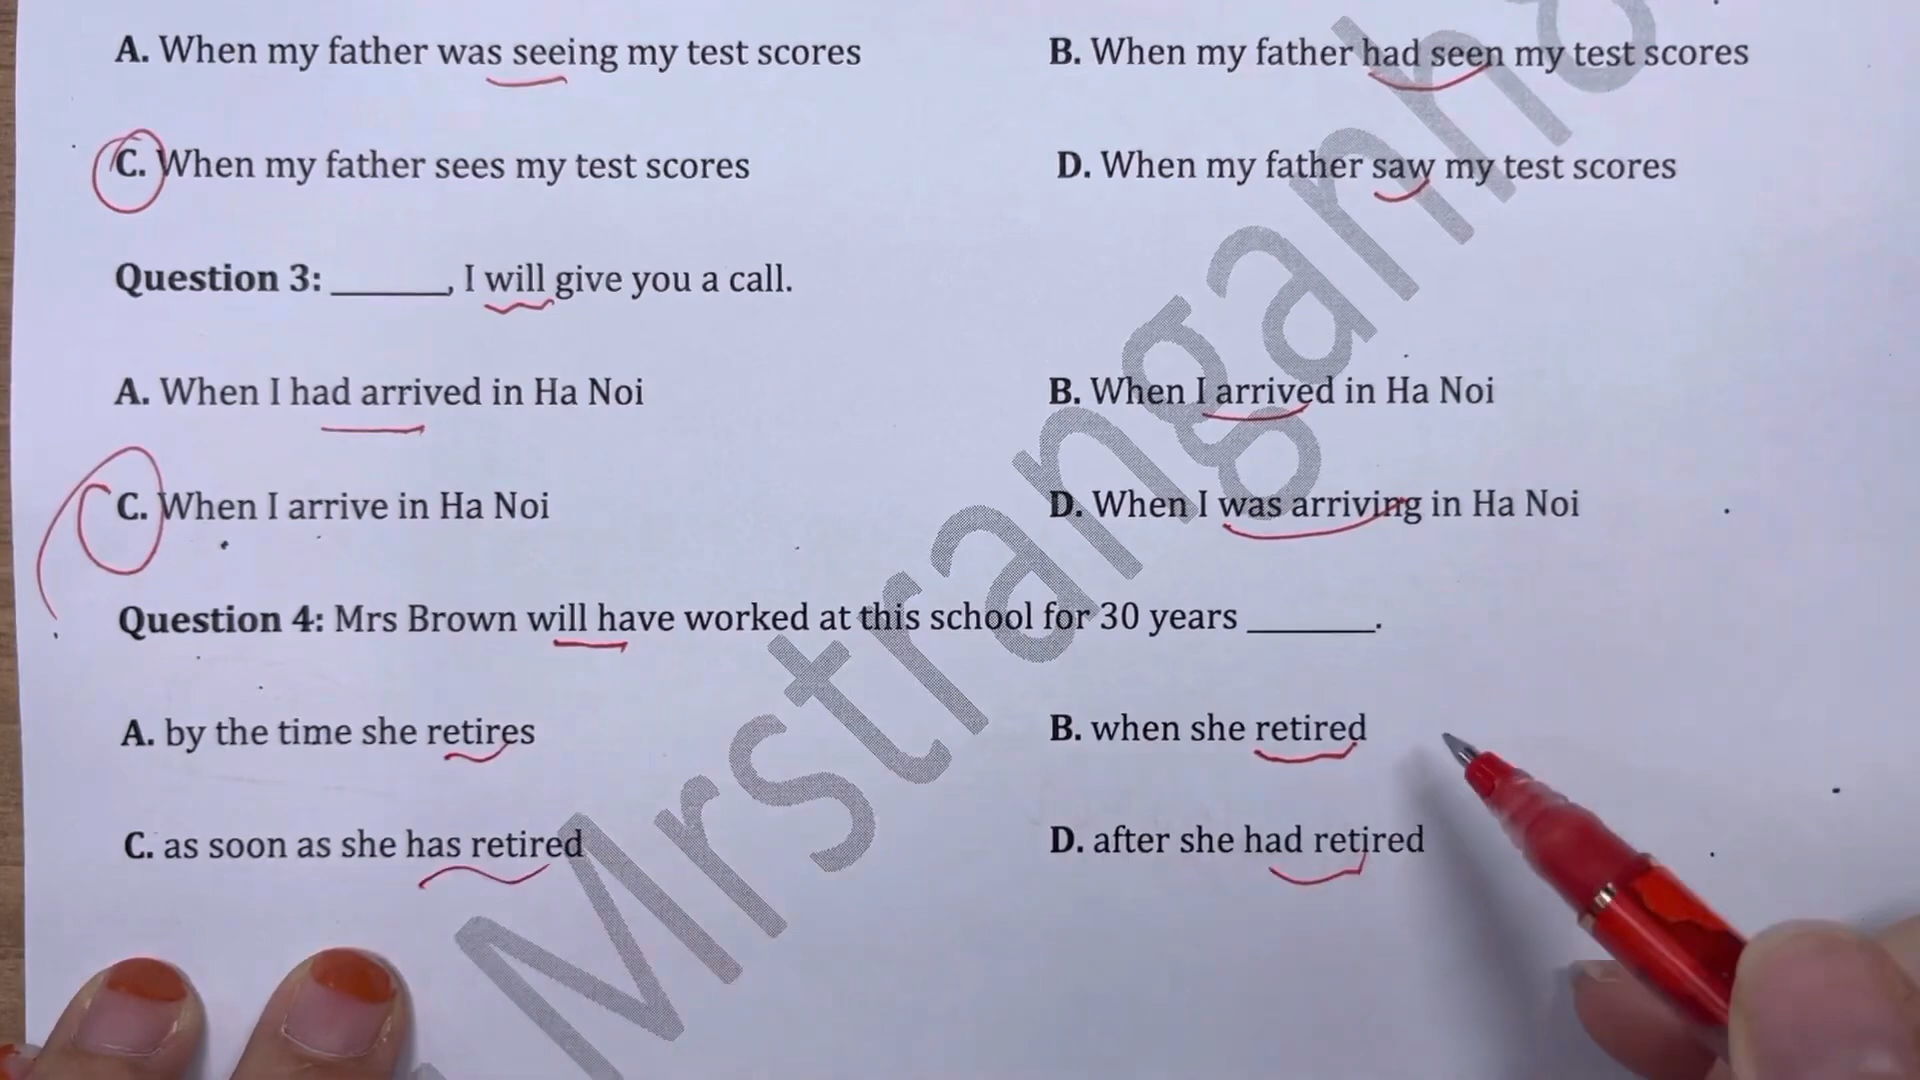 A. When my father was seeing my test scores B. When my father had seen my test scores
C. When my father sees my test scores D. When my father saw my test scores
Question 3: ______, I will give you a call.
A. When I had arrived in Ha Noi B. When I arrived in Ha Noi
C. When I arrive in Ha Noi D. When I was arriving in Ha Noi
Question 4: Mrs Brown will have worked at this school for 30 years ______.
A. by the time she retires B. when she retired
C. as soon as she has retired D. after she had retired
Mrstranganh